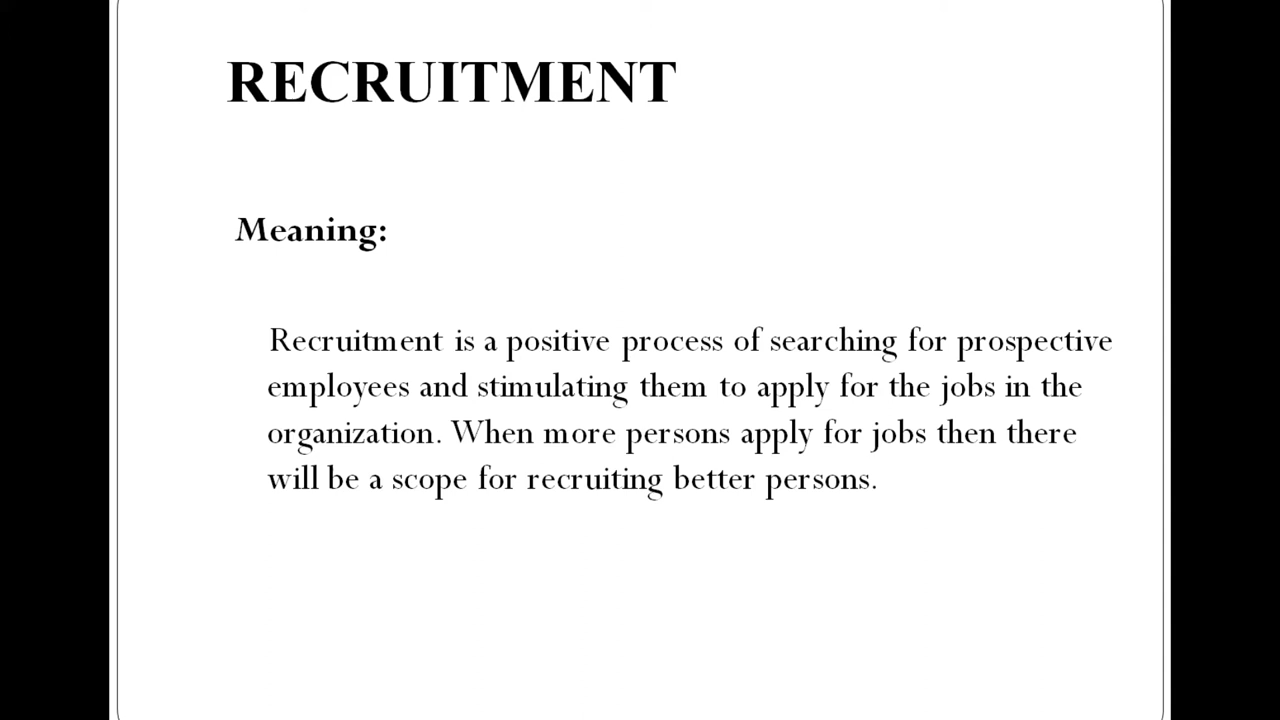 RECRUITMENT
Meaning:
Recruitment is a positive process of searching for prospective
employees and stimulating them to apply for the jobs in the
organization. When more persons apply for jobs then there
will be a scope for recruiting better persons.